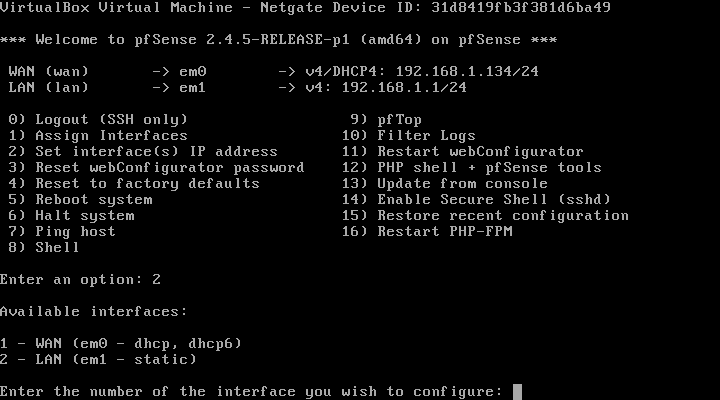 VirtualBox Virtual Machine - Netgate Device ID: 31d8419fb3f381d6ba49
*** Welcome to pfSense 2.4.5-RELEASE-p1 (amd64) on pfSense ***
WAN (wan) -> em0 -> v4/DHCP4: 192.168.1.134/24
LAN (lan) -> em1 -> v4: 192.168.1.1/24
0) Logout (SSH only) 9) pfTop
1) Assign Interfaces 10) Filter Logs
2) Set interface(s) IP address 11) Restart webConfigurator
3) Reset webConfigurator password 12) PHP shell + pfSense tools
4) Reset to factory defaults 13) Update from console
5) Reboot system 14) Enable Secure Shell (sshd)
6) Halt system 15) Restore recent configuration
7) Ping host 16) Restart PHP-FPM
8) Shell
Enter an option: 2
Available interfaces:
1 - WAN (em0 - dhcp, dhcp6)
2 - LAN (em1 - static)
Enter the number of the interface you wish to configure: